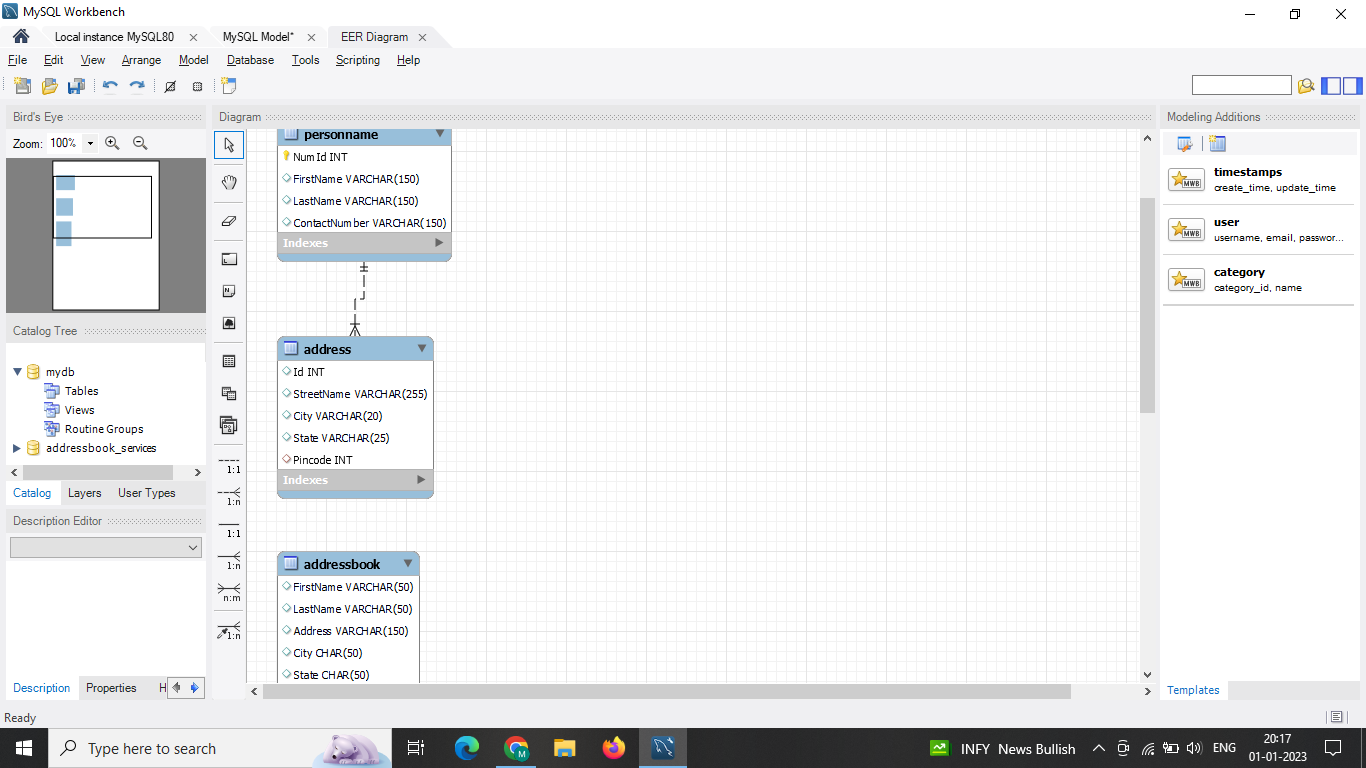 MySQL Workbench
Local instance MySQL80
MySQL Model*
EER Diagram
File Edit View Arrange Model Database Tools Scripting Help
Bird's Eye
Zoom: 100%
Catalog Tree
mydb
Tables
Views
Routine Groups
addressbook_services
Catalog Layers User Types
Description Editor
Description Properties H
Diagram
1:1
1:n
1:1
1:n
n:m
1:n
personname
NumId INT
FirstName VARCHAR(150)
LastName VARCHAR(150)
ContactNumber VARCHAR(150)
Indexes
address
Id INT
StreetName VARCHAR(255)
City VARCHAR(20)
State VARCHAR(25)
Pincode INT
Indexes
addressbook
FirstName VARCHAR(50)
LastName VARCHAR(50)
Address VARCHAR(150)
City CHAR(50)
State CHAR(50)
Modeling Additions
MWB
timestamps
create_time, update_time
MWB
user
username, email, passwor...
MWB
category
category_id, name
Templates
Ready
Type here to search
M
INFY News Bullish
ENG
20:17
01-01-2023